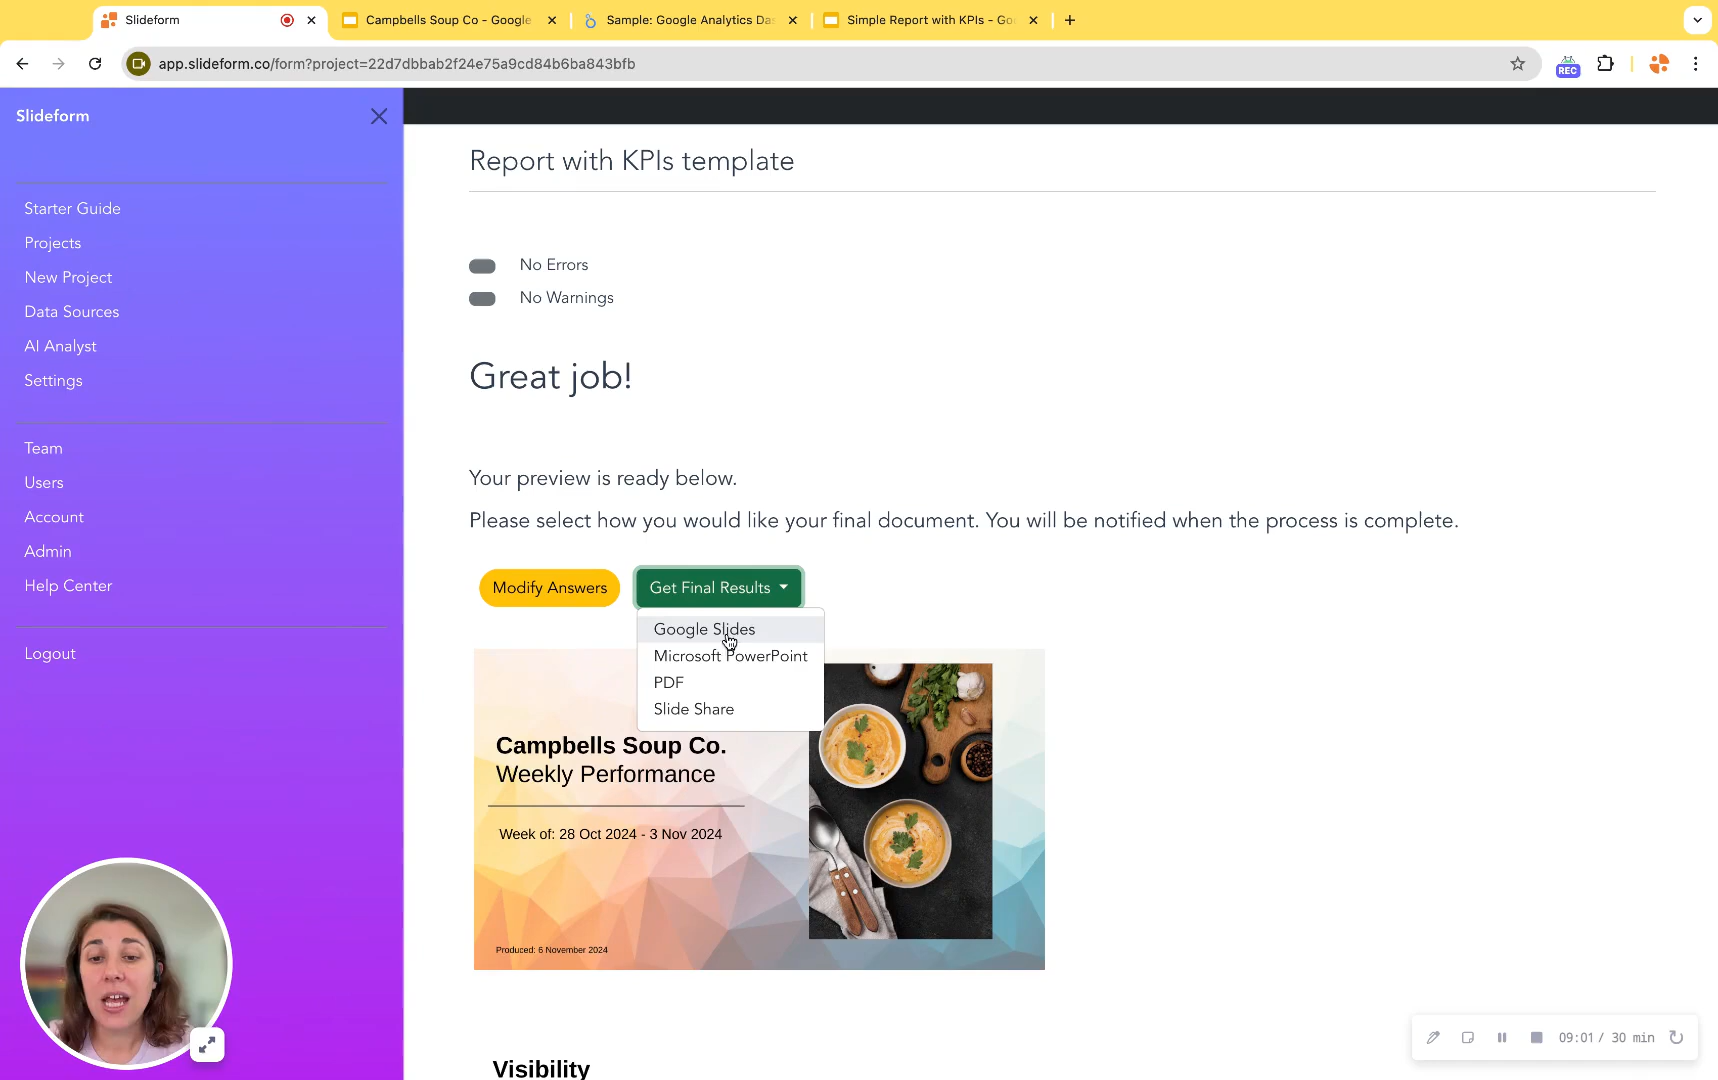 Slideform
Campbells Soup Co - Google
Sample: Google Analytics Da
Simple Report with KPIs - Go
app.slideform.co/form?project=22d7dbbab2f24e75a9cd84b6ba843bfb
REC
Slideform
Starter Guide
Projects
New Project
Data Sources
AI Analyst
Settings
Team
Users
Account
Admin
Help Center
Logout
Report with KPIs template
No Errors
No Warnings
Great job!
Your preview is ready below.
Please select how you would like your final document. You will be notified when the process is complete.
Modify Answers
Get Final Results
Google Slides
Microsoft PowerPoint
PDF
Slide Share
Campbells Soup Co.
Weekly Performance
Week of: 28 Oct 2024 - 3 Nov 2024
Produced: 6 November 2024
Visibility
09:01 / 30 min